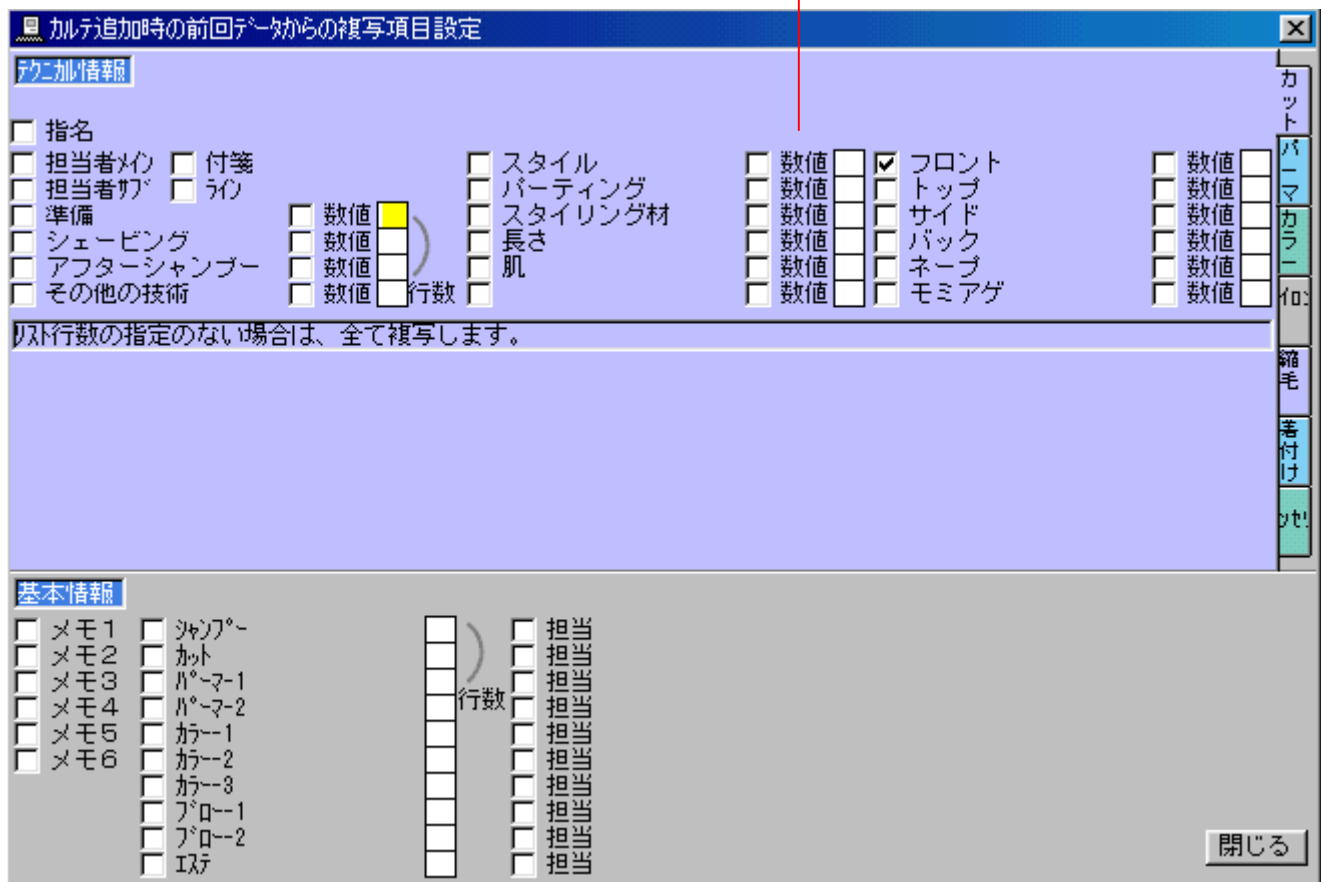 カルテ追加時の前回データからの複写項目設定
テクニカル情報
指名
担当者メイン 付箋 スタイル 数値 フロント 数値
担当者サブ ライン パーティング 数値 トップ 数値
準備 数値 スタイリング材 数値 サイド 数値
シェービング 数値 長さ 数値 バック 数値
アフターシャンプー 数値 肌 数値 ネープ 数値
その他の技術 数値 行数 数値 モミアゲ 数値
リスト行数の指定のない場合は、全て複写します。
カット
パーマ
カラー
イロン
縮毛
着付け
ッセ
基本情報
メモ1 シャンプー 担当
メモ2 カット 担当
メモ3 パーマ-1 担当
メモ4 パーマ-2 行数 担当
メモ5 カラー-1 担当
メモ6 カラー-2 担当
カラー-3 担当
ブロー-1 担当
ブロー-2 担当
エステ 担当
閉じる